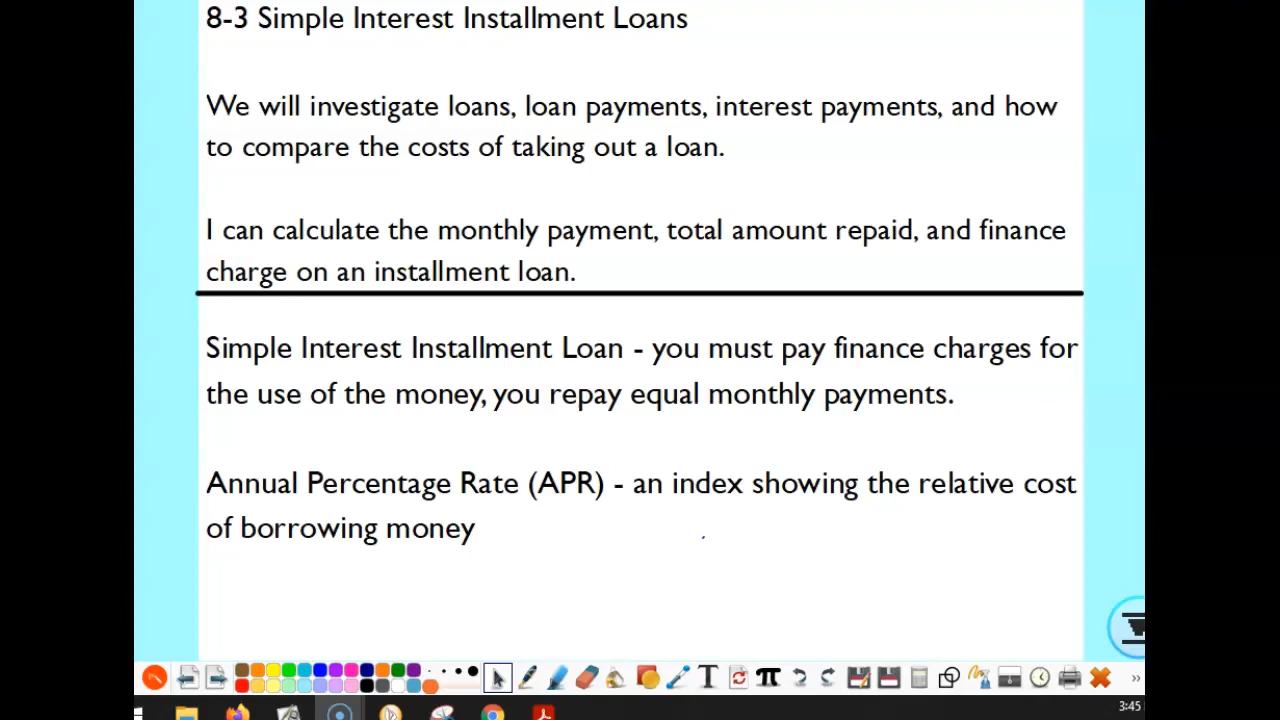 8-3 Simple Interest Installment Loans
We will investigate loans, loan payments, interest payments, and how
to compare the costs of taking out a loan.
I can calculate the monthly payment, total amount repaid, and finance
charge on an installment loan.
Simple Interest Installment Loan - you must pay finance charges for
the use of the money, you repay equal monthly payments.
Annual Percentage Rate (APR) - an index showing the relative cost
of borrowing money
T π »
3:45